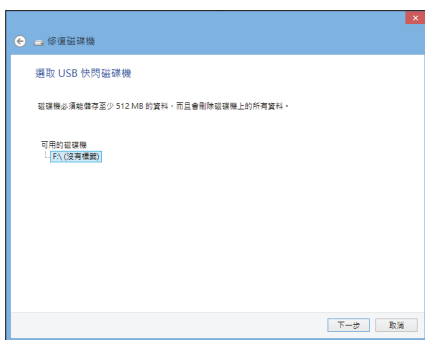 修復磁碟機
選取 USB 快閃磁碟機
磁碟機必須能儲存至少 512 MB 的資料，而且會刪除磁碟機上的所有資料。
可用的磁碟機
F:\ (沒有標籤)
下一步
取消